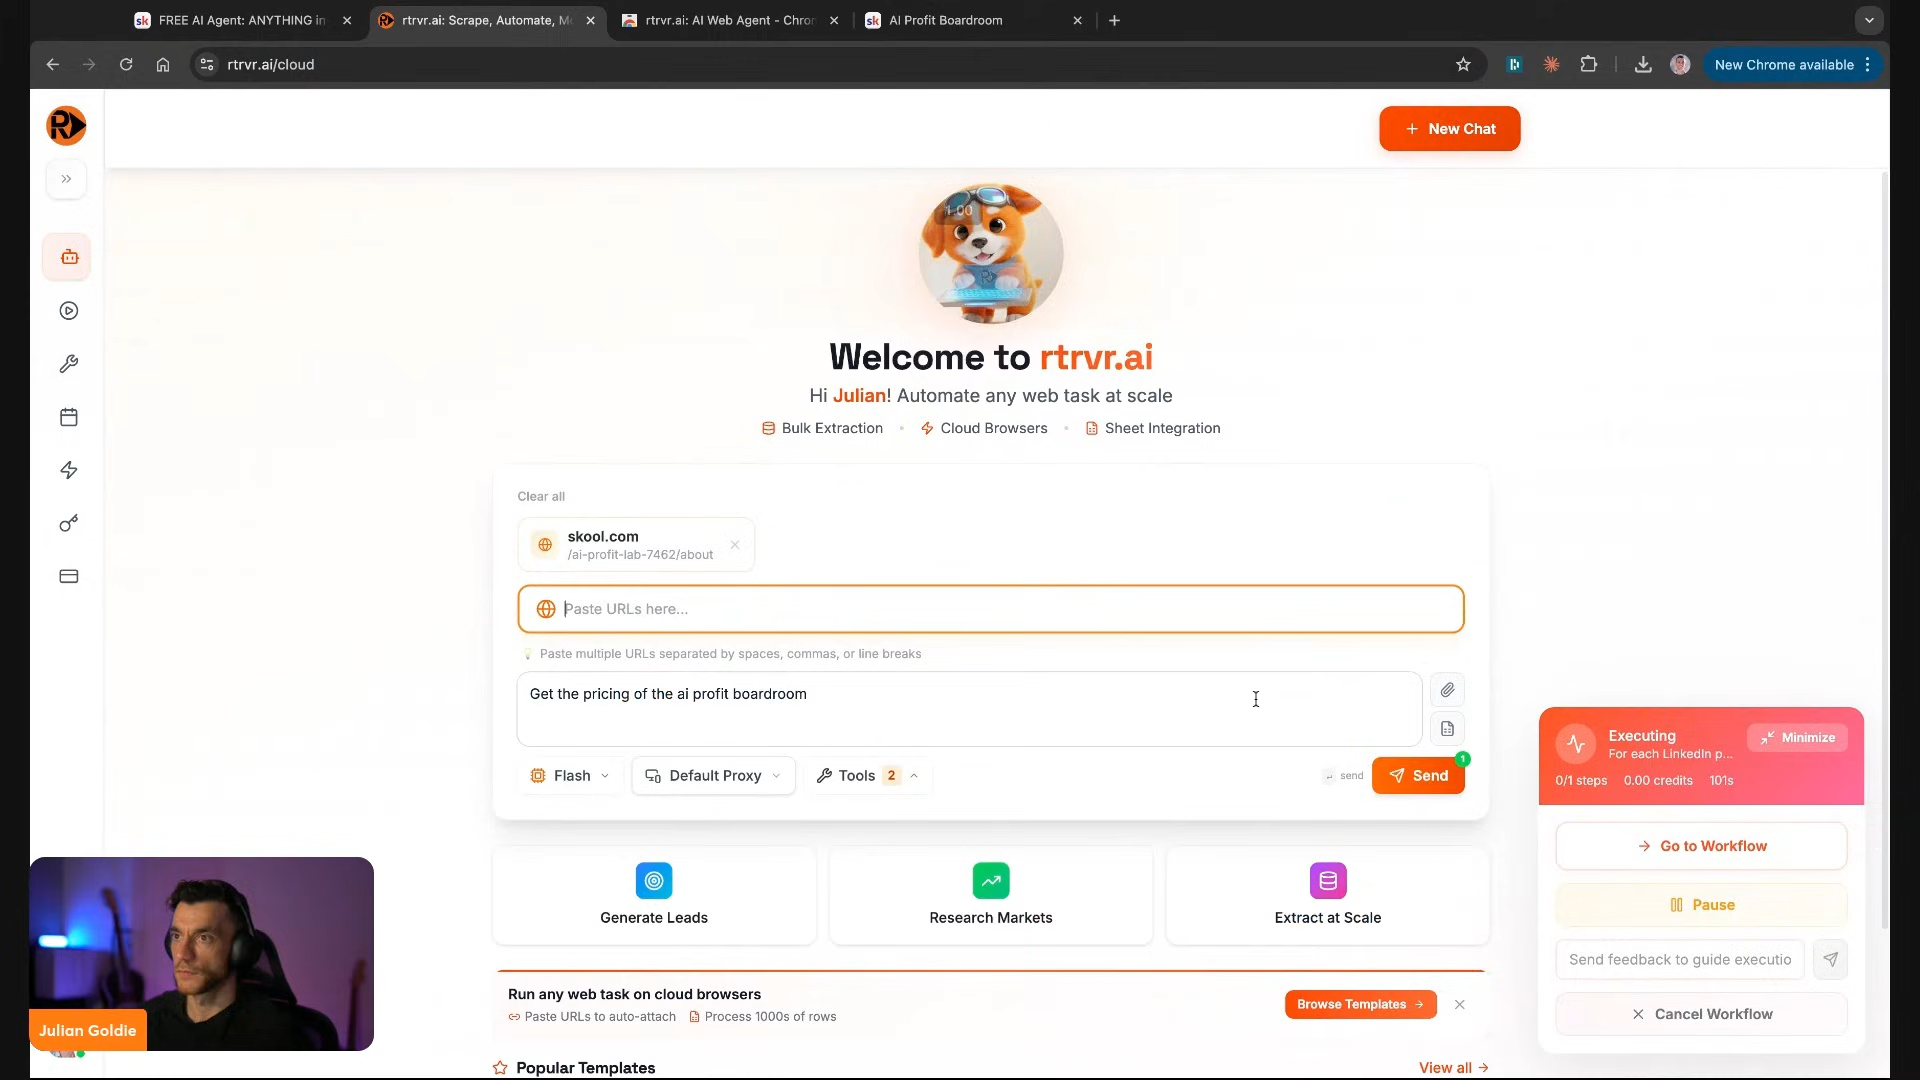 FREE AI Agent: ANYTHING in
rtrvr.ai: Scrape, Automate, Mo
rtrvr.ai: AI Web Agent - Chrom
AI Profit Boardroom
rtrvr.ai/cloud
New Chrome available
New Chat
1.00
Welcome to rtrvr.ai
Hi Julian! Automate any web task at scale
Bulk Extraction • Cloud Browsers • Sheet Integration
Clear all
skool.com
/ai-profit-lab-7462/about
Paste URLs here...
Paste multiple URLs separated by spaces, commas, or line breaks
Get the pricing of the ai profit boardroom
Flash
Default Proxy
Tools 2
send
Send
1
Generate Leads
Research Markets
Extract at Scale
Run any web task on cloud browsers
Paste URLs to auto-attach
Process 1000s of rows
Browse Templates →
Popular Templates
View all →
Executing
For each LinkedIn p...
Minimize
0/1 steps 0.00 credits 101s
Go to Workflow
Pause
Send feedback to guide executio
Cancel Workflow
Julian Goldie